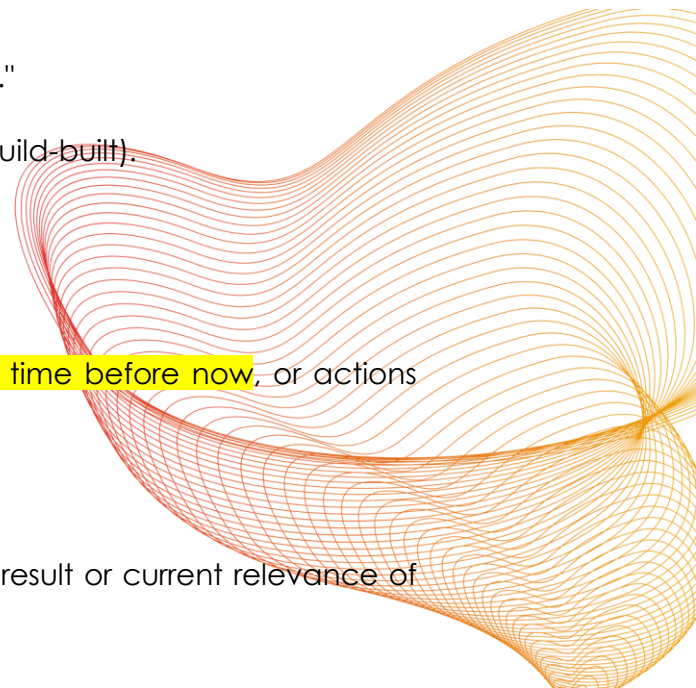 ."
uild-built).
time before now, or actions
result or current relevance of